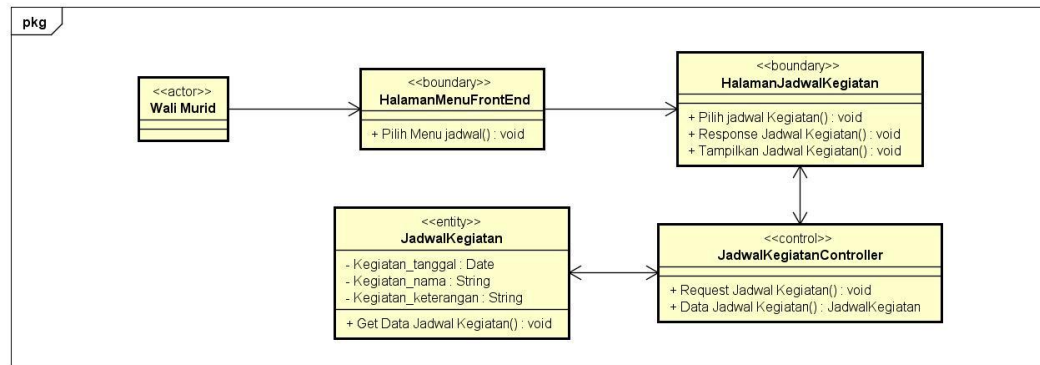 pkg
<<actor>>
Wali Murid
<<boundary>>
HalamanMenuFrontEnd
+ Pilih Menu jadwal() : void
<<boundary>>
HalamanJadwalKegiatan
+ Pilih jadwal Kegiatan() : void
+ Response Jadwal Kegiatan() : void
+ Tampilkan Jadwal Kegiatan() : void
<<entity>>
JadwalKegiatan
- Kegiatan_tanggal : Date
- Kegiatan_nama : String
- Kegiatan_keterangan : String
+ Get Data Jadwal Kegiatan() : void
<<control>>
JadwalKegiatanController
+ Request Jadwal Kegiatan() : void
+ Data Jadwal Kegiatan() : JadwalKegiatan